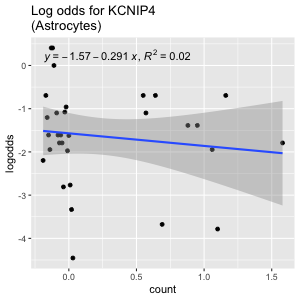 Log odds for KCNIP4
(Astrocytes)
y = − 1.57 − 0.291 x, R² = 0.02
0
-1
-2
-3
-4
logodds
0.0 0.5 1.0 1.5
count